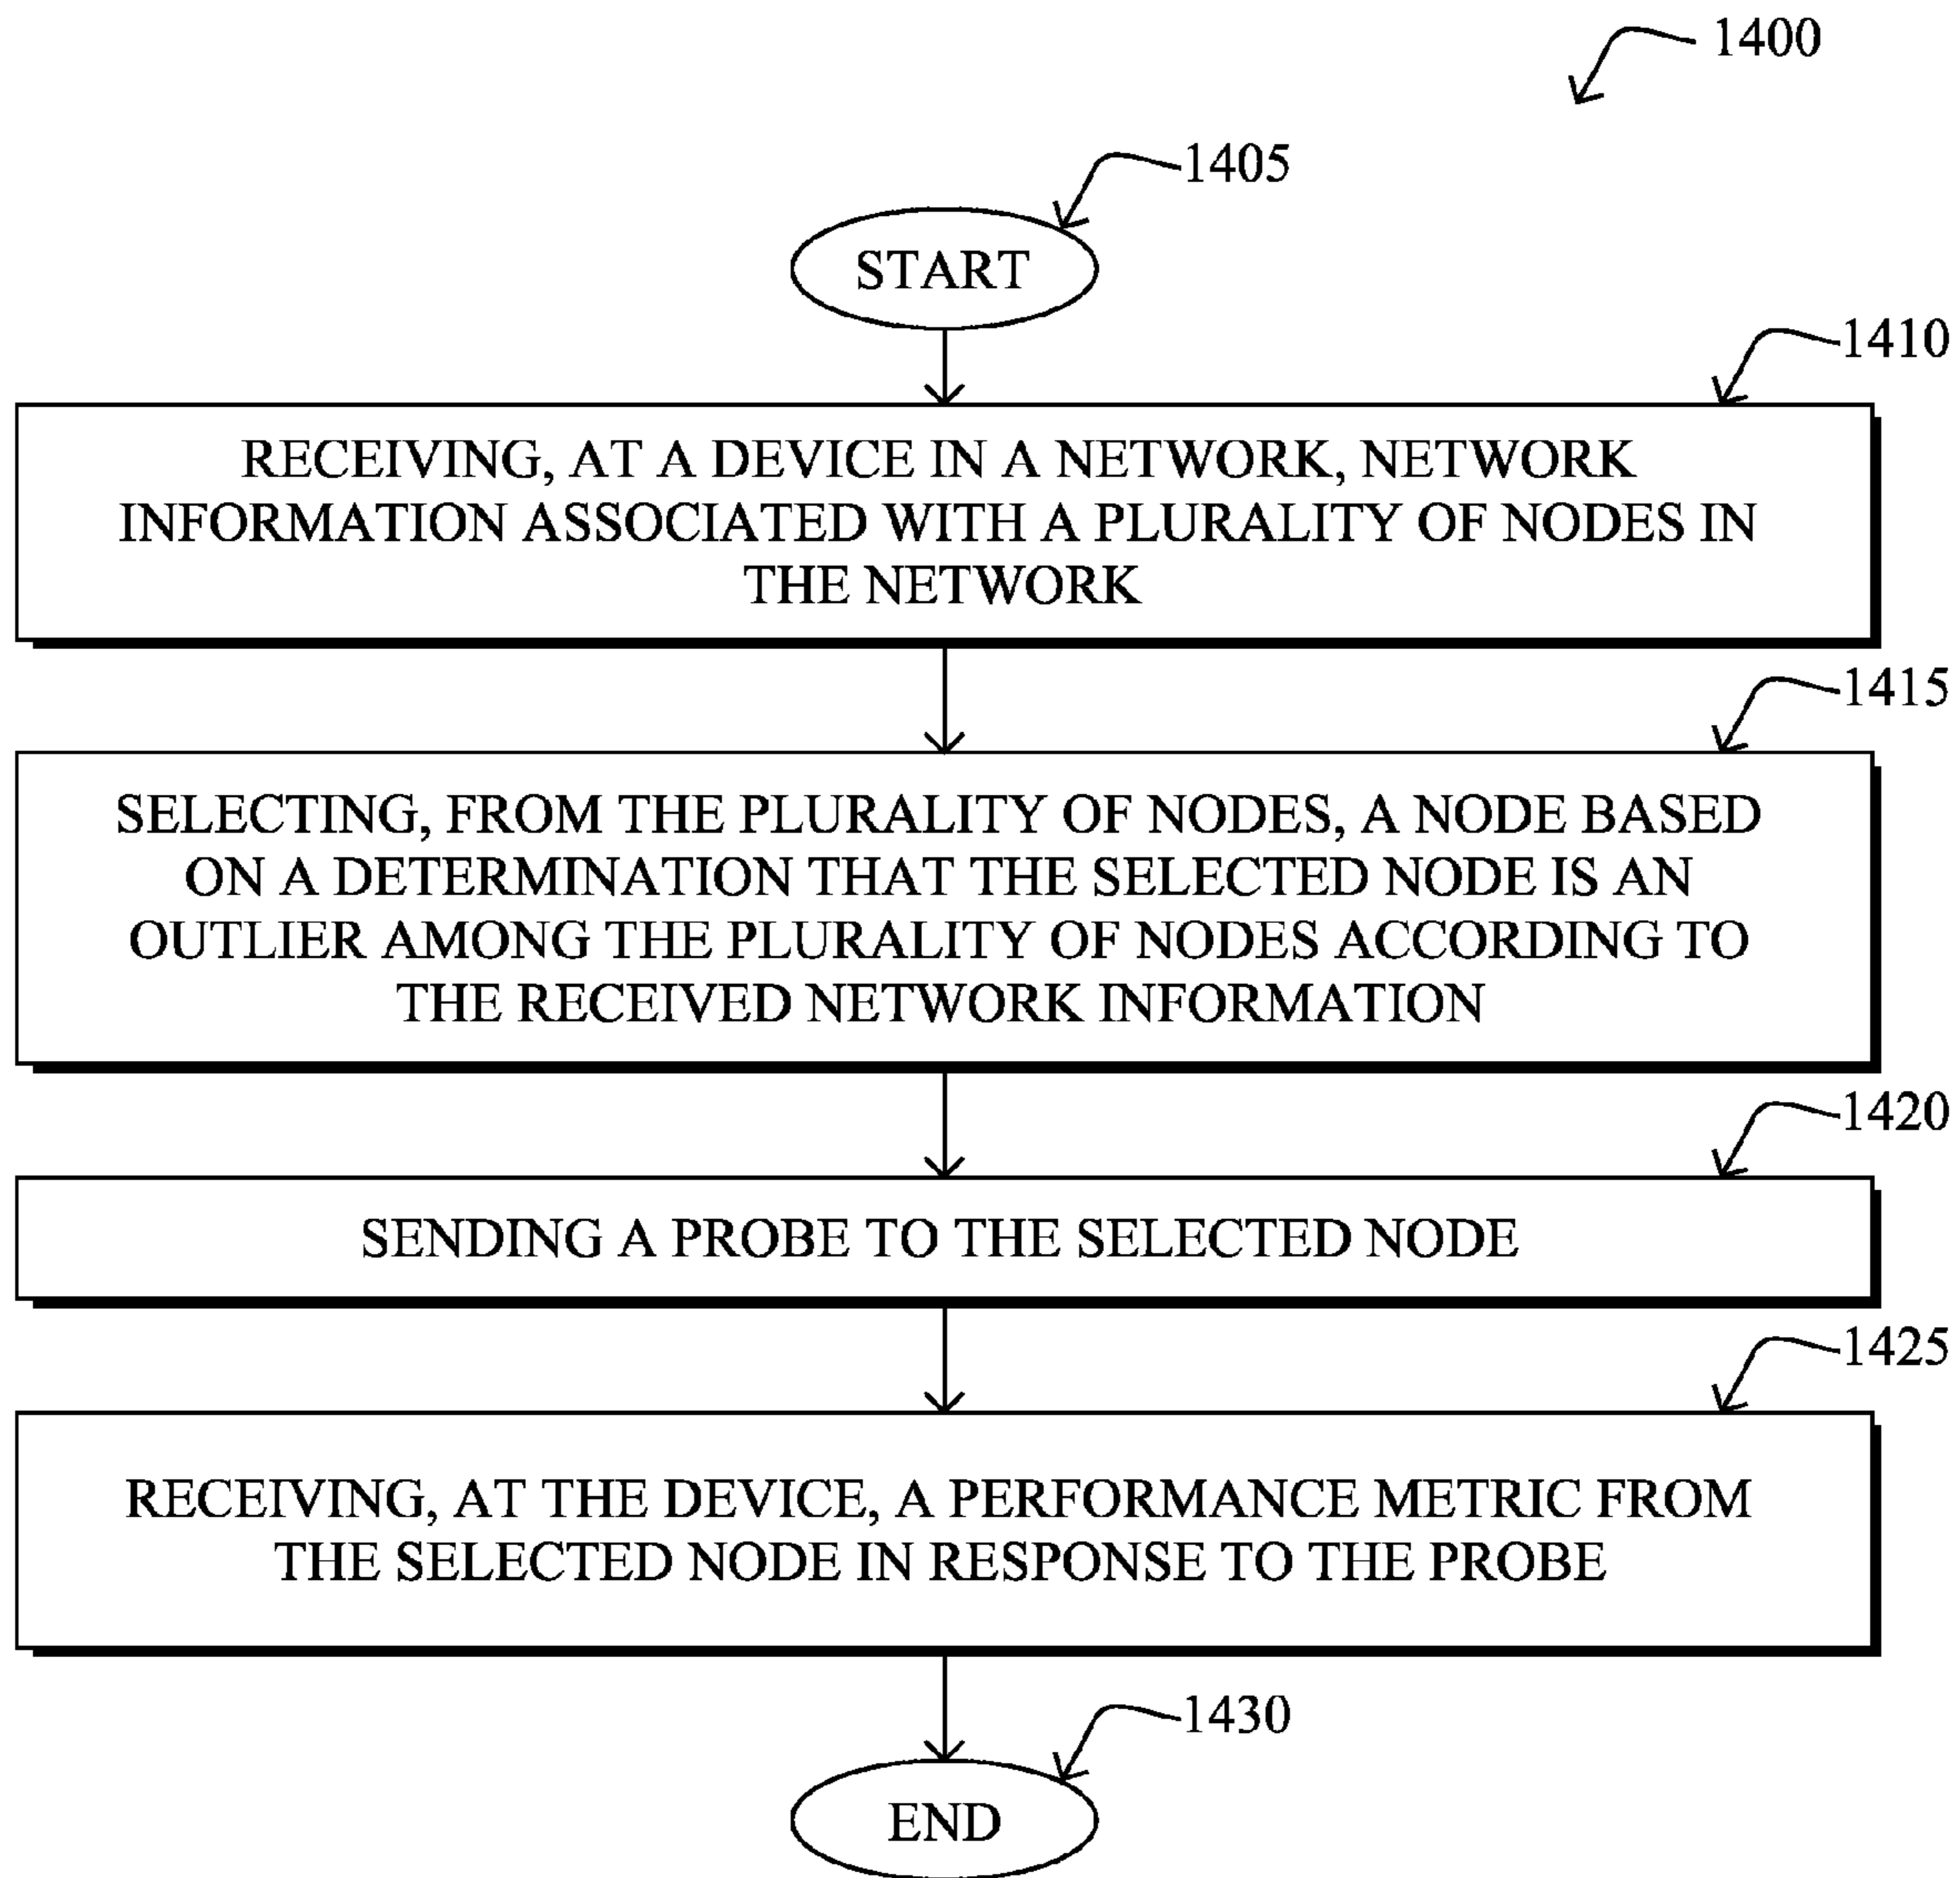 1400
1405
START
1410
RECEIVING, AT A DEVICE IN A NETWORK, NETWORK
INFORMATION ASSOCIATED WITH A PLURALITY OF NODES IN
THE NETWORK
1415
SELECTING, FROM THE PLURALITY OF NODES, A NODE BASED
ON A DETERMINATION THAT THE SELECTED NODE IS AN
OUTLIER AMONG THE PLURALITY OF NODES ACCORDING TO
THE RECEIVED NETWORK INFORMATION
1420
SENDING A PROBE TO THE SELECTED NODE
1425
RECEIVING, AT THE DEVICE, A PERFORMANCE METRIC FROM
THE SELECTED NODE IN RESPONSE TO THE PROBE
1430
END